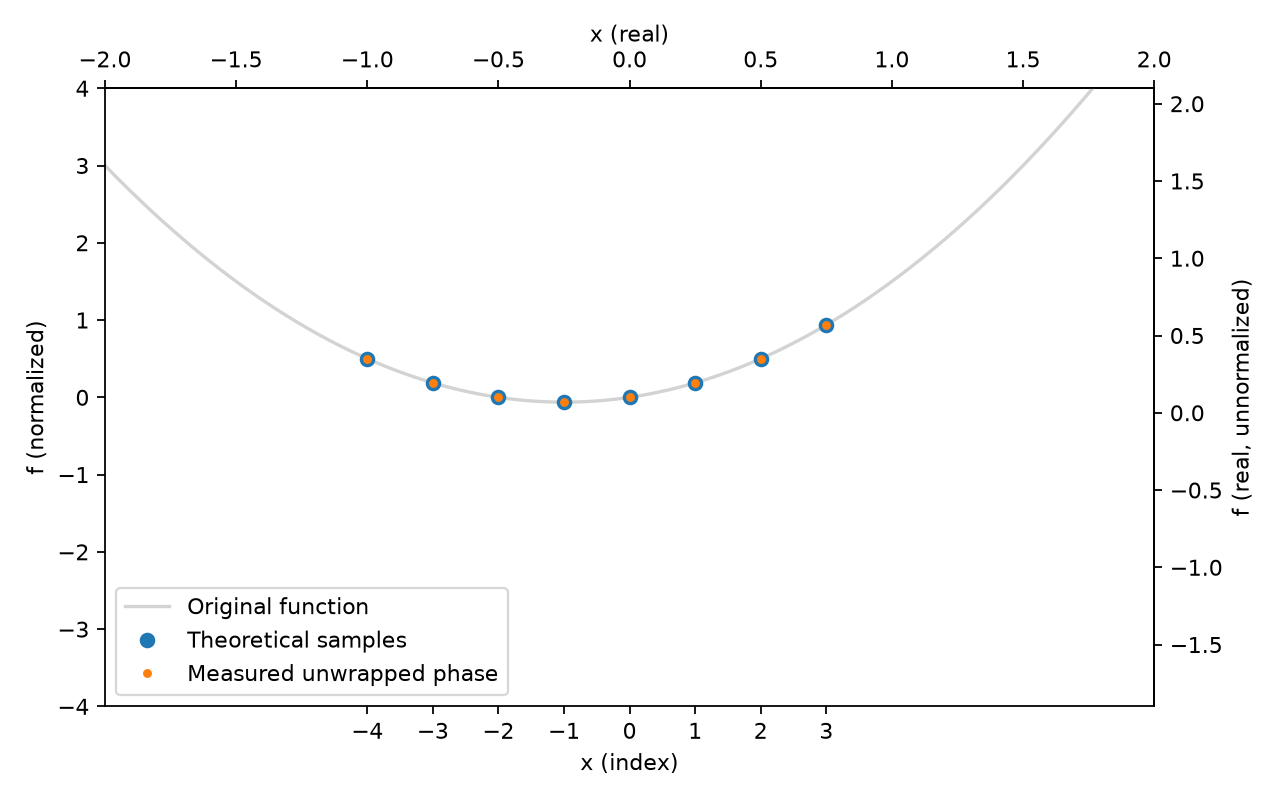 x (real)
−2.0 −1.5 −1.0 −0.5 0.0 0.5 1.0 1.5 2.0
4
3
2
1
0
−1
−2
−3
−4
f (normalized)
2.0
1.5
1.0
0.5
0.0
−0.5
−1.0
−1.5
f (real, unnormalized)
Original function
Theoretical samples
Measured unwrapped phase
−4 −3 −2 −1 0 1 2 3
x (index)